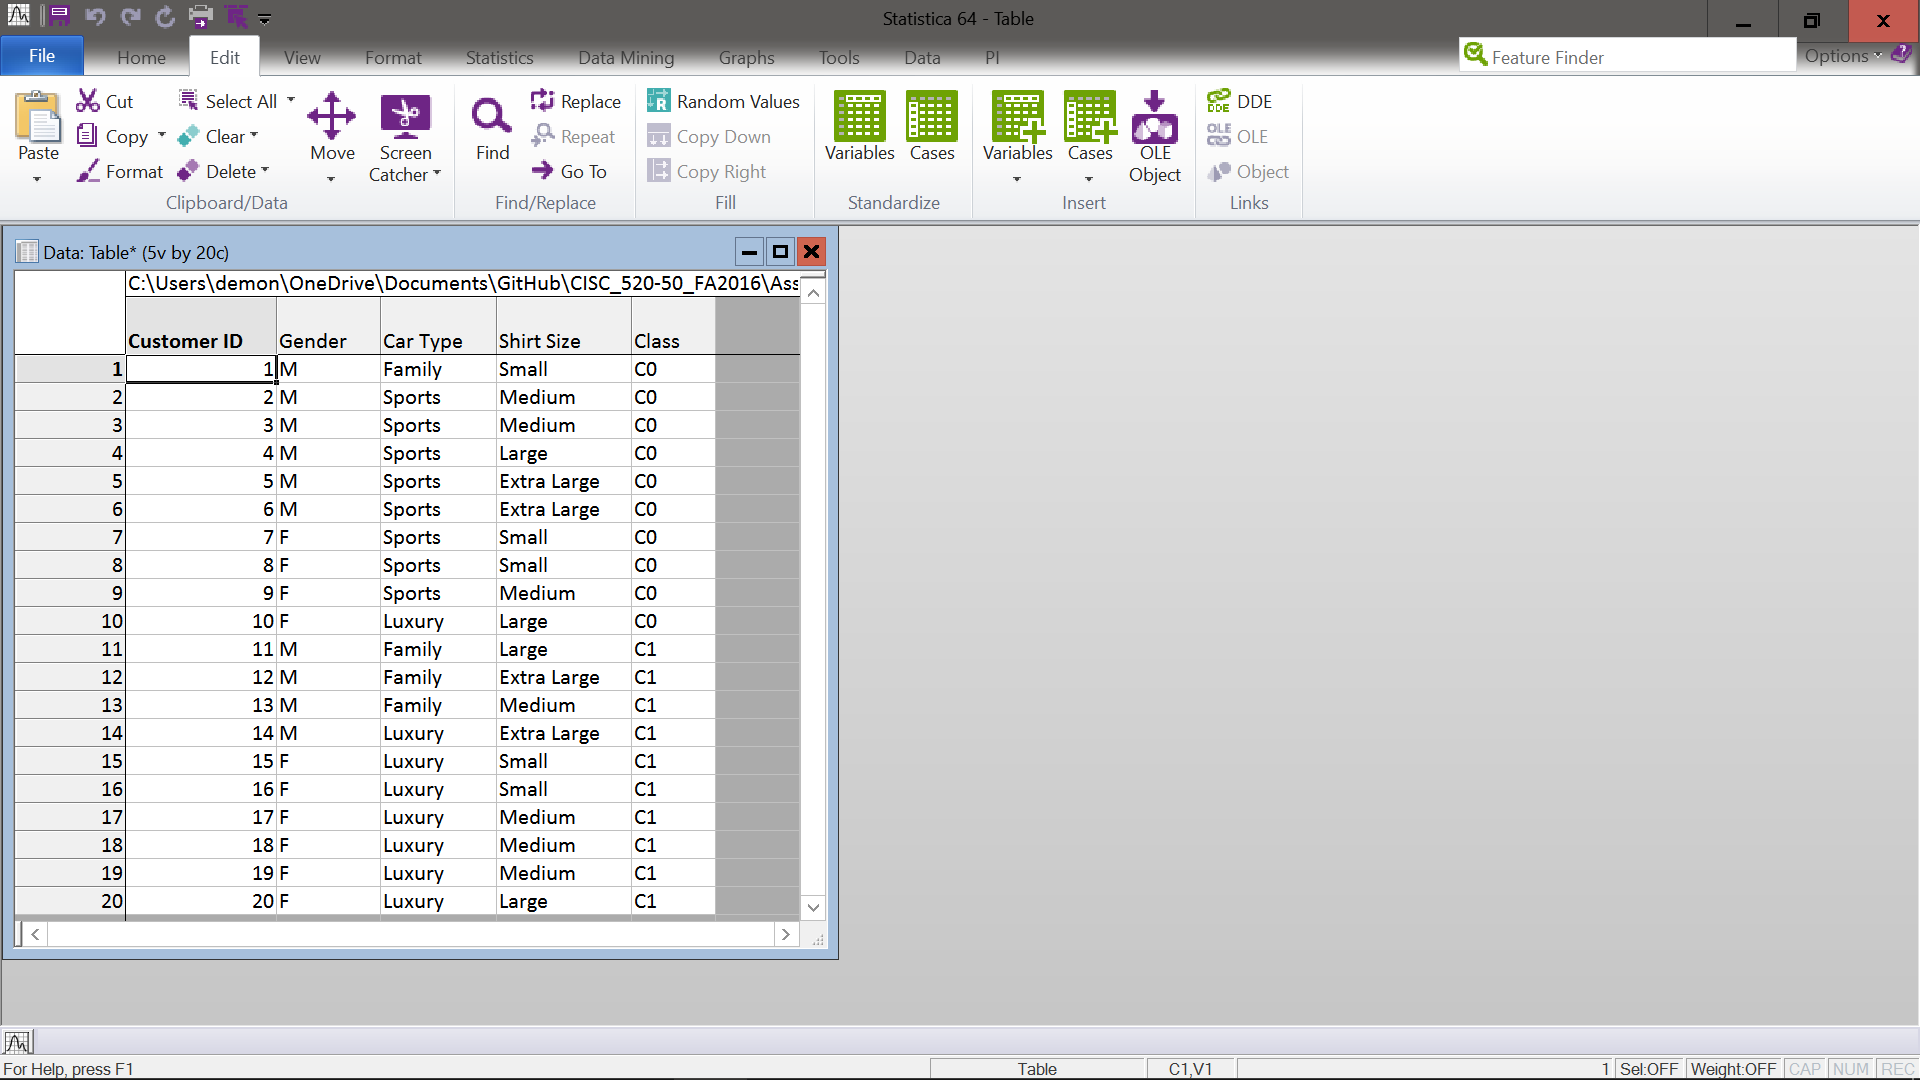 Statistica 64 - Table
File Home Edit View Format Statistics Data Mining Graphs Tools Data PI Feature Finder Options
Paste Cut Copy Format Select All Clear Delete Move Screen Catcher
Clipboard/Data
Find Replace Repeat Go To
Find/Replace
R Random Values Copy Down Copy Right
Fill
Variables Cases
Standardize
Variables Cases OLE Object
Insert
DDE DDE
OLE OLE
Object
Links
Data: Table* (5v by 20c)
C:\Users\demon\OneDrive\Documents\GitHub\CISC_520-50_FA2016\Ass
Customer ID Gender Car Type Shirt Size Class
1 1 M Family Small C0
2 2 M Sports Medium C0
3 3 M Sports Medium C0
4 4 M Sports Large C0
5 5 M Sports Extra Large C0
6 6 M Sports Extra Large C0
7 7 F Sports Small C0
8 8 F Sports Small C0
9 9 F Sports Medium C0
10 10 F Luxury Large C0
11 11 M Family Large C1
12 12 M Family Extra Large C1
13 13 M Family Medium C1
14 14 M Luxury Extra Large C1
15 15 F Luxury Small C1
16 16 F Luxury Small C1
17 17 F Luxury Medium C1
18 18 F Luxury Medium C1
19 19 F Luxury Medium C1
20 20 F Luxury Large C1
For Help, press F1 Table C1,V1 1 Sel:OFF Weight:OFF CAP NUM REC